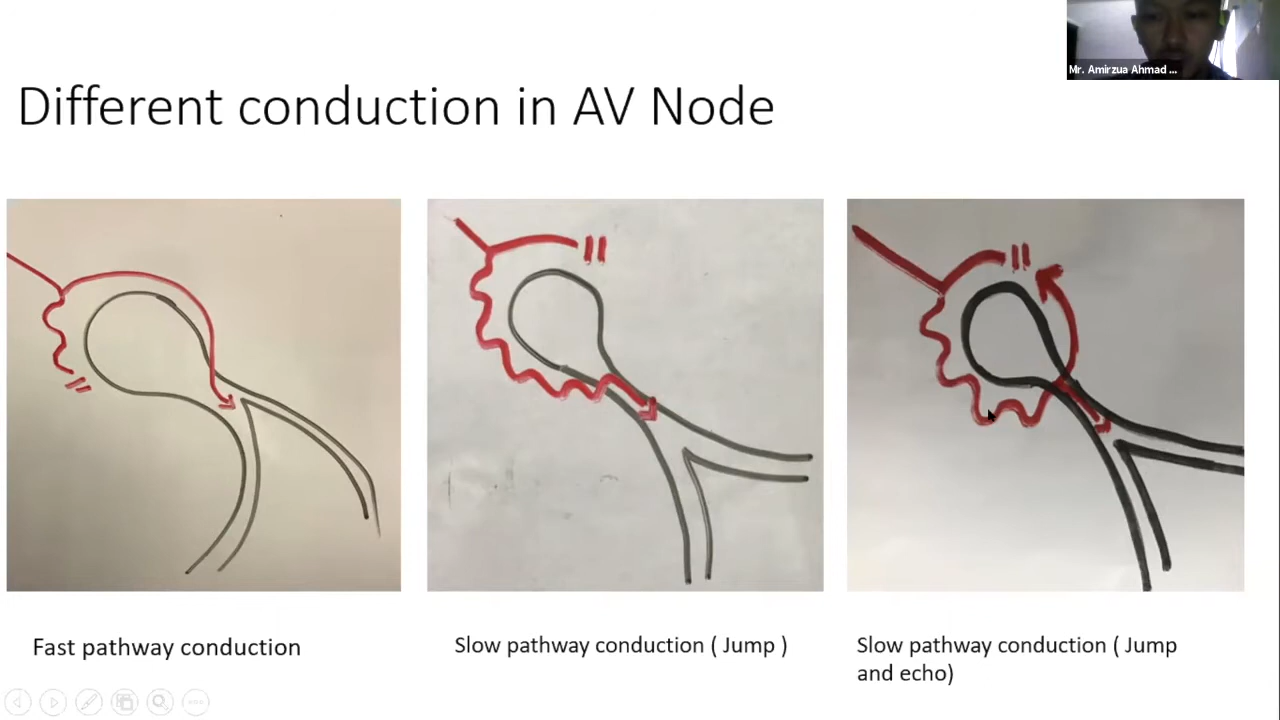 Mr. Amirzua Ahmad ...
Different conduction in AV Node
Fast pathway conduction
Slow pathway conduction ( Jump )
Slow pathway conduction ( Jump
and echo)